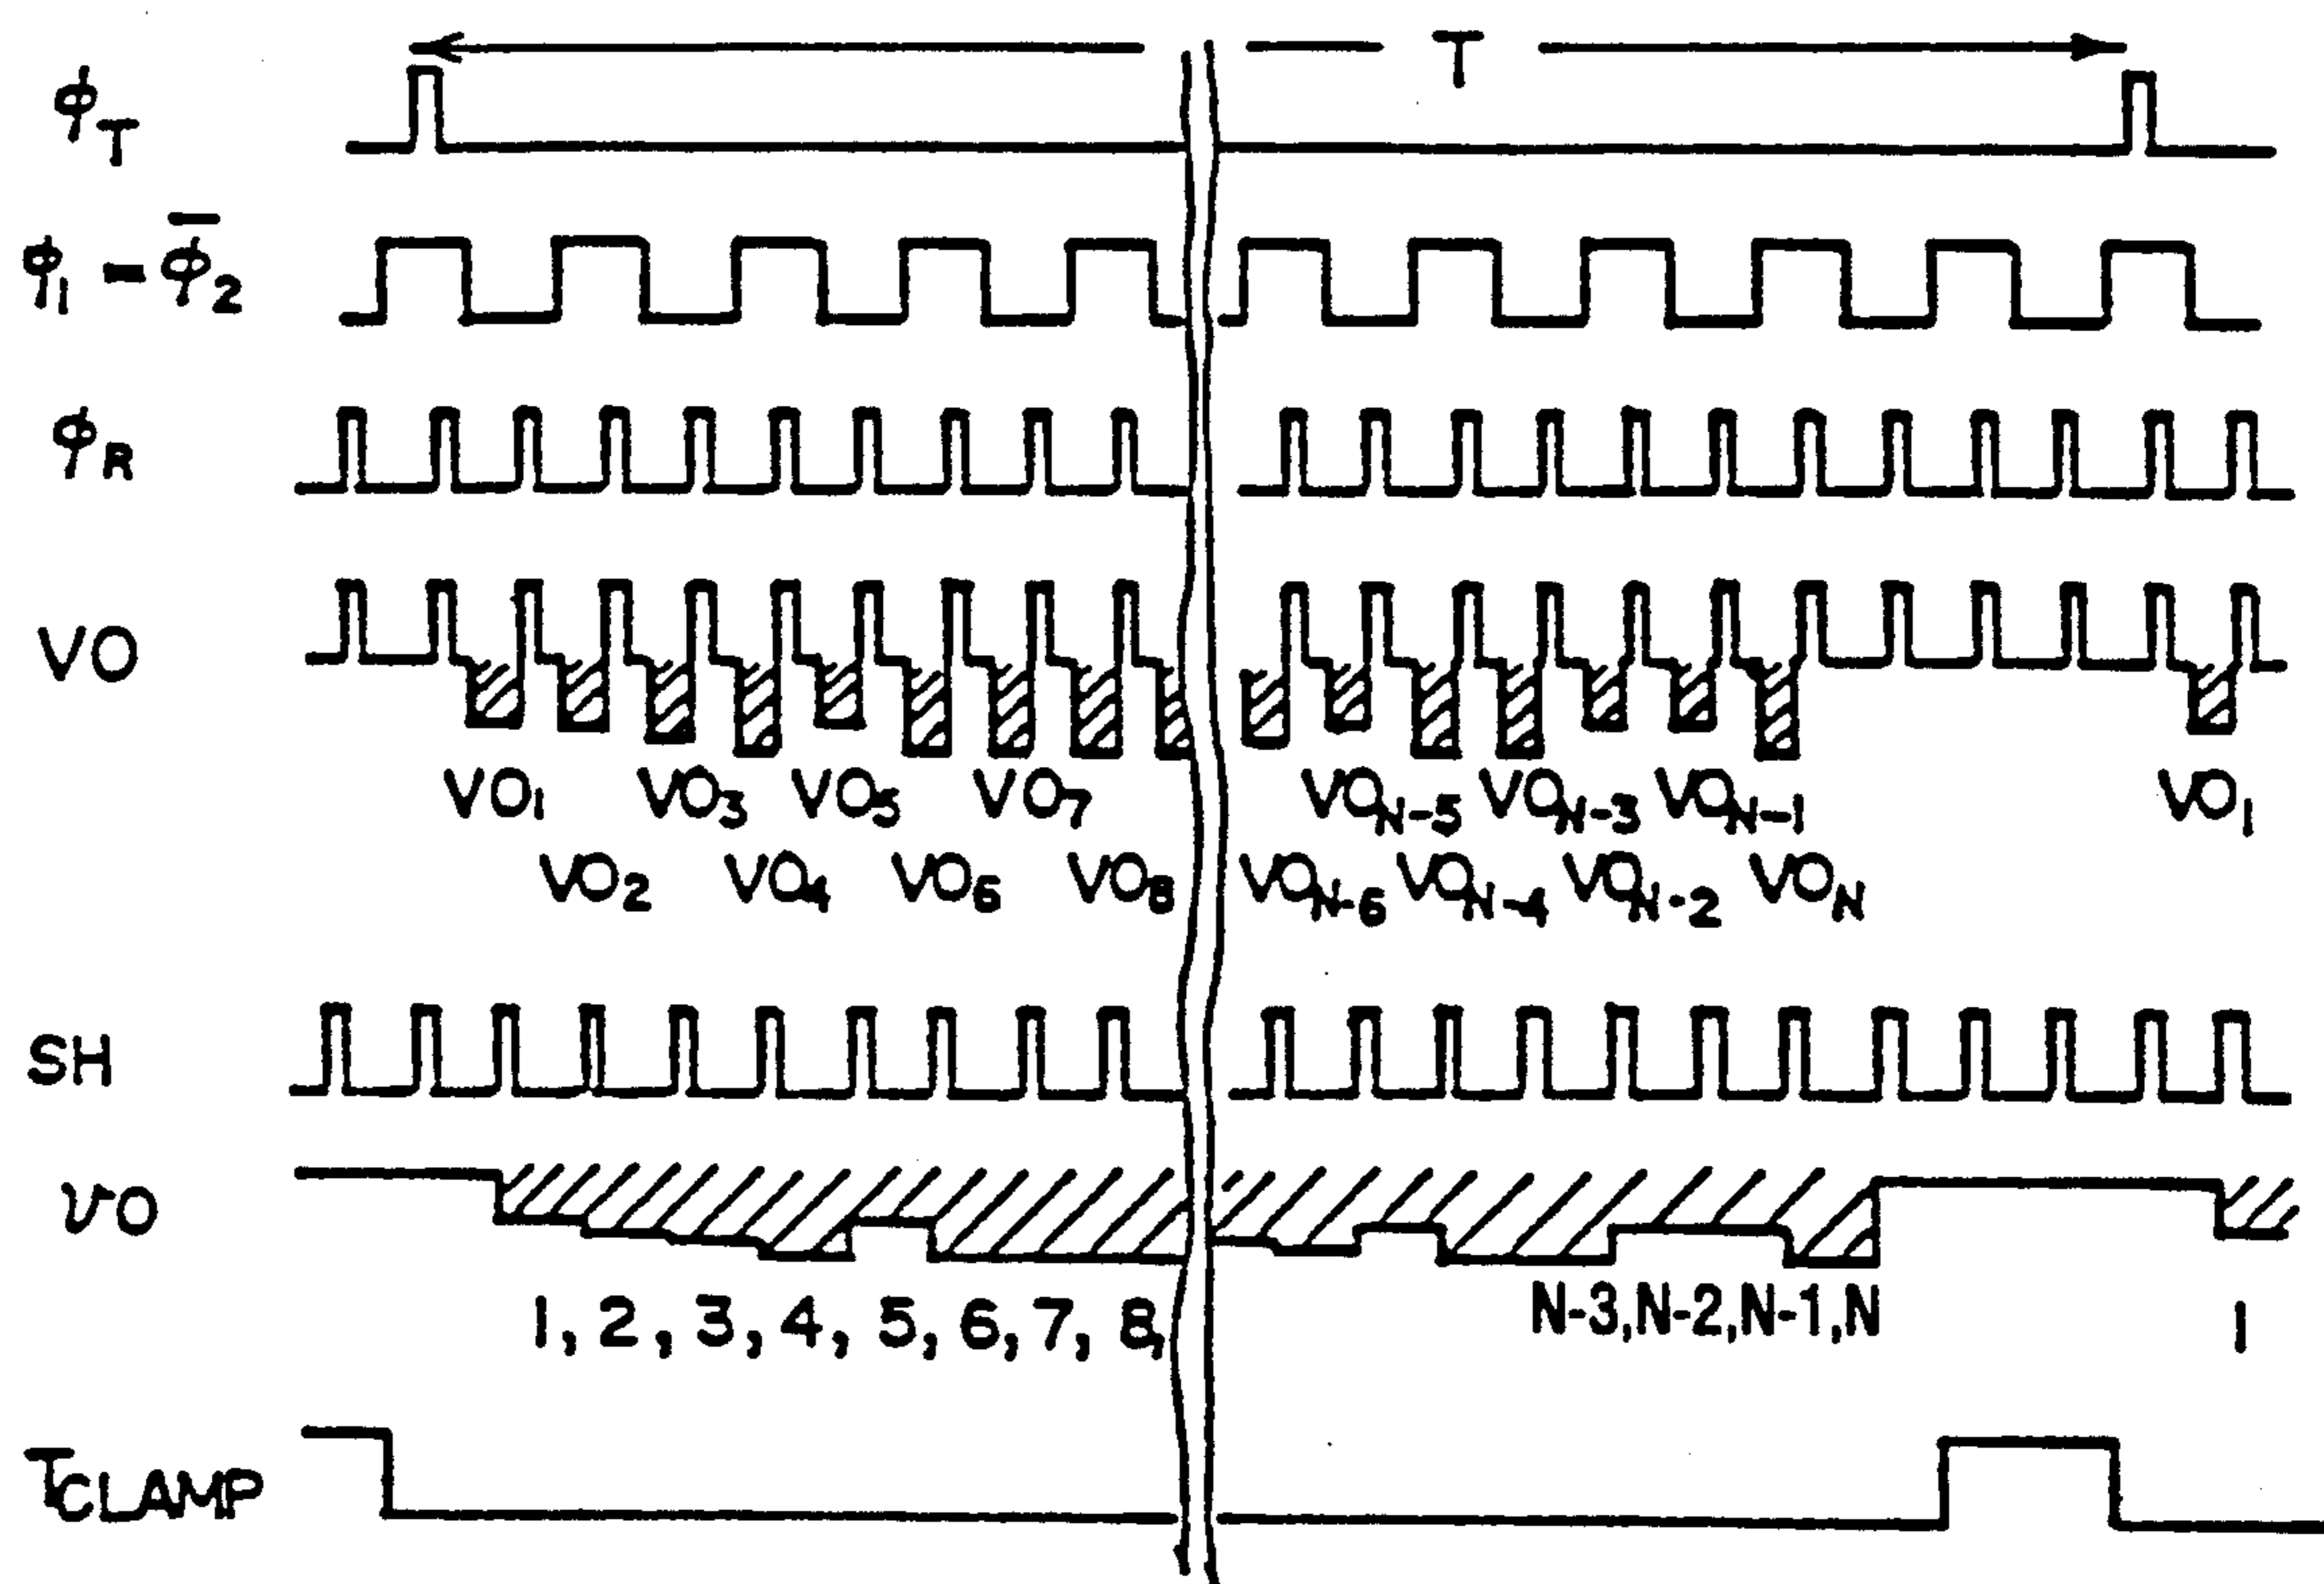 T
ϕT
ϕ1 - ϕ̅2
ϕR
VO
VO1 VO3 VO5 VO7 VON-5 VON-3 VON-1 VO1
VO2 VO4 VO6 VO8 VON-6 VON-4 VON-2 VON
SH
vO
1, 2, 3, 4, 5, 6, 7, 8, N-3,N-2,N-1,N 1
TCLAMP